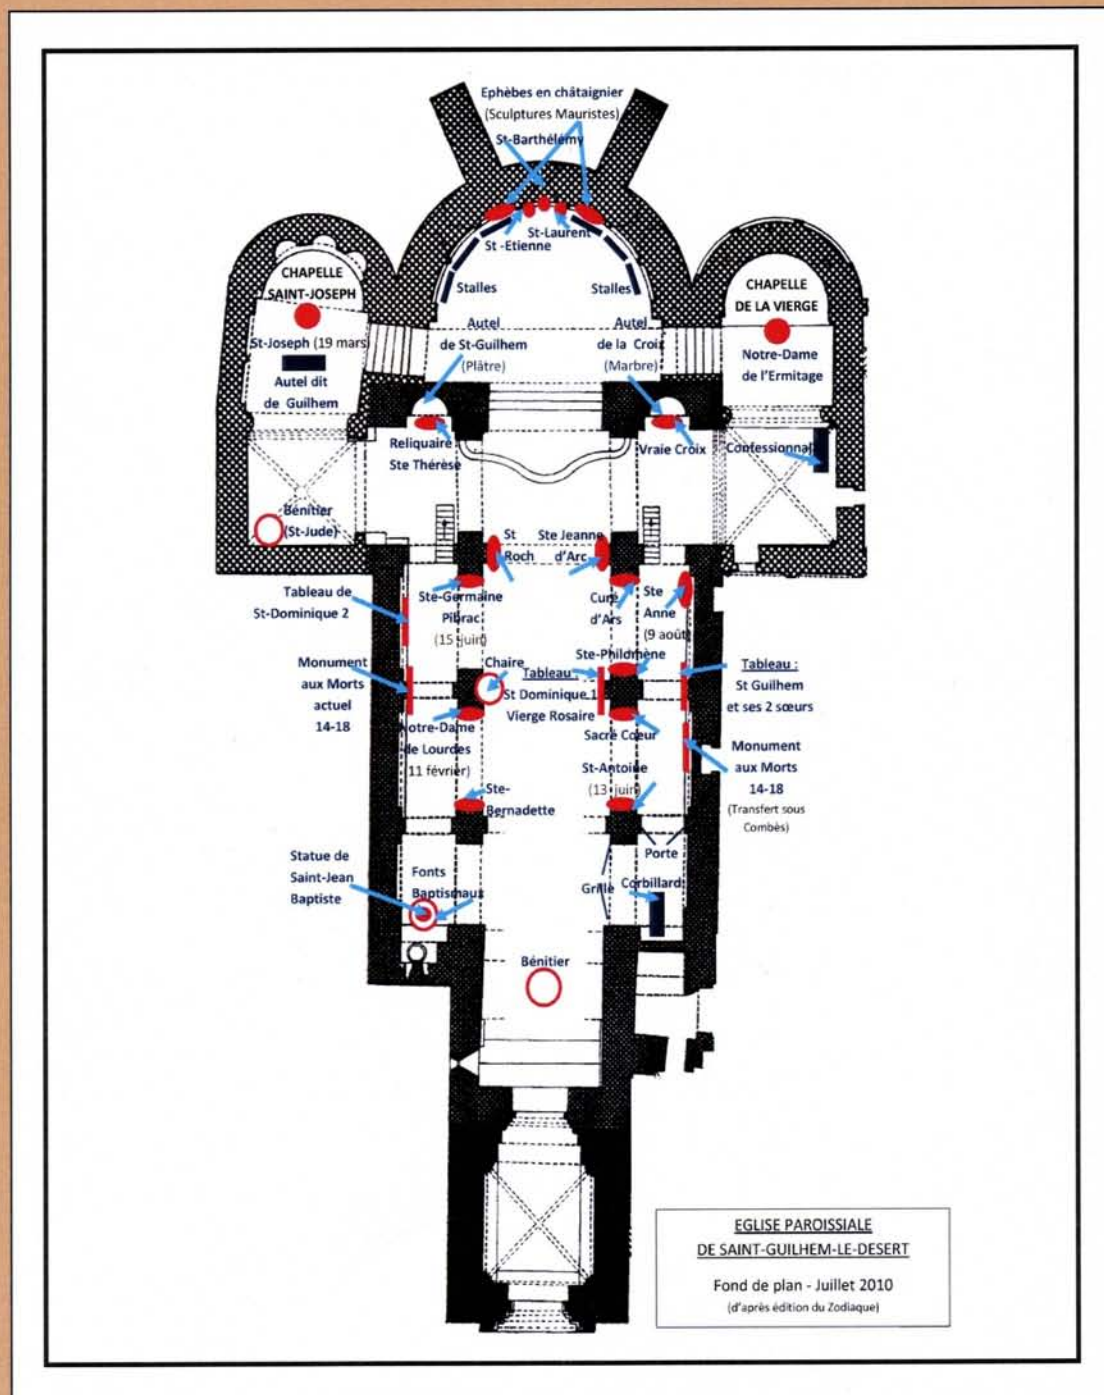 Ephèbes en châtaignier
(Sculptures Mauristes)
St-Barthélémy
St-Laurent
St -Etienne
Stalles
Stalles
CHAPELLE
SAINT-JOSEPH
St-Joseph (19 mars)
Autel dit
de Guilhem
CHAPELLE
DE LA VIERGE
Notre-Dame
de l'Ermitage
Autel
de St-Guilhem
(Plâtre)
Autel
de la Croix
(Marbre)
Reliquaire
Ste Thérèse
Vraie Croix
Confessionnal
Bénitier
(St-Jude)
St
Roch
Ste Jeanne
d'Arc
Tableau de
St-Dominique 2
Ste-Germaine
Pibrac
(15 juin)
Curé
d'Ars
Ste
Anne
(9 août)
Ste-Philomène
Monument
aux Morts
actuel
14-18
Chaire
Tableau :
St Dominique 1
Vierge Rosaire
Tableau :
St Guilhem
et ses 2 sœurs
Notre-Dame
de Lourdes
(11 février)
Sacré Cœur
Monument
aux Morts
14-18
(Transfert sous
Combès)
St-Antoine
(13 juin)
Ste-
Bernadette
Statue de
Saint-Jean
Baptiste
Fonts
Baptismaux
Porte
Grille
Corbillard
Bénitier
EGLISE PAROISSIALE
DE SAINT-GUILHEM-LE-DESERT
Fond de plan - Juillet 2010
(d'après édition du Zodiaque)